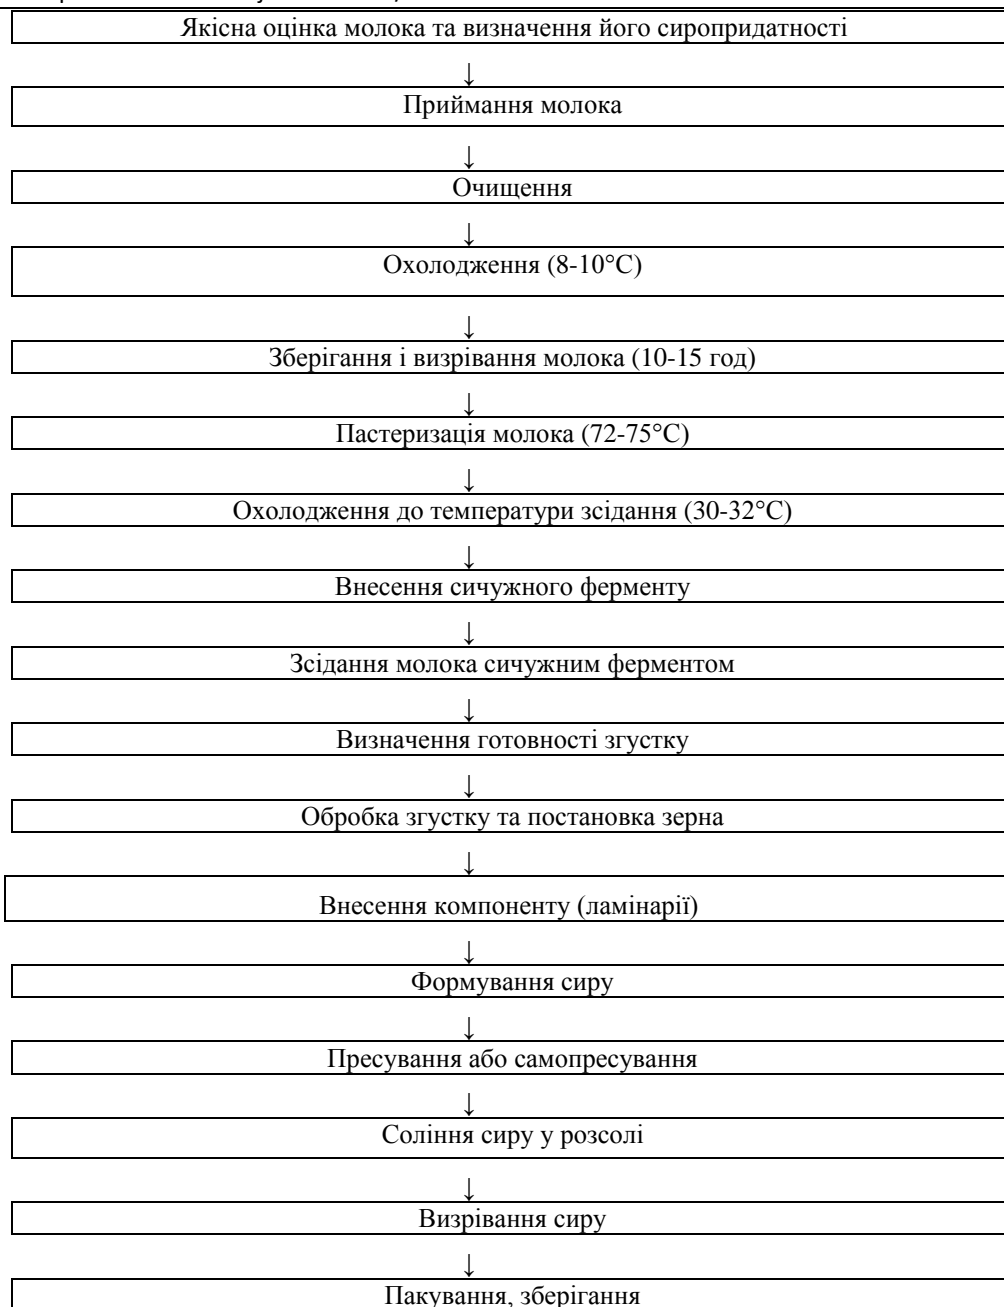 Якісна оцінка молока та визначення його сиропридатності
↓
Приймання молока
↓
Очищення
↓
Охолодження (8-10°С)
↓
Зберігання і визрівання молока (10-15 год)
↓
Пастеризація молока (72-75°С)
↓
Охолодження до температури зсідання (30-32°С)
↓
Внесення сичужного ферменту
↓
Зсідання молока сичужним ферментом
↓
Визначення готовності згустку
↓
Обробка згустку та постановка зерна
↓
Внесення компоненту (ламінарії)
↓
Формування сиру
↓
Пресування або самопресування
↓
Соління сиру у розсолі
↓
Визрівання сиру
↓
Пакування, зберігання